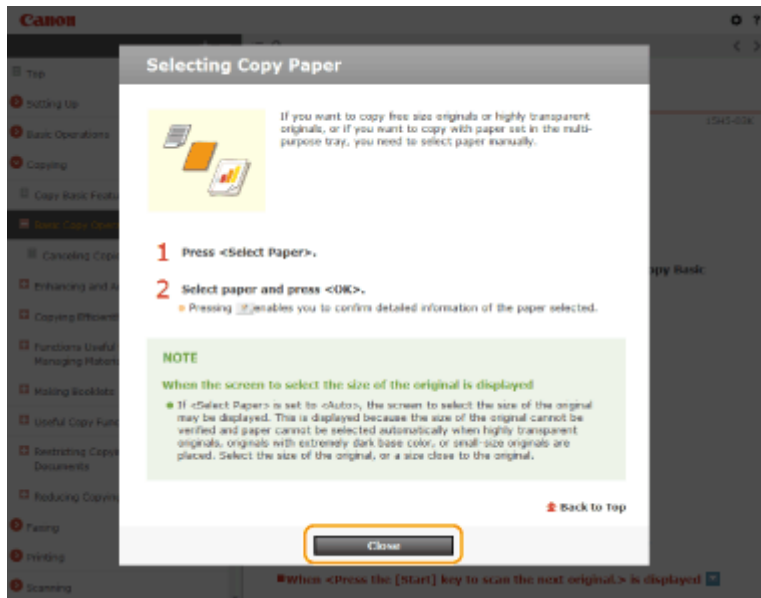 Canon
?
< >
Top
Setting Up
Basic Operations
Copying
Copy Basic Featu
Basic Copy Oper
Canceling Copie
Enhancing and A
Copying Efficient
Functions Useful
Managing Materi
Making Booklets
Useful Copy Func
Restricting Copyi
Documents
Reducing Copyin
Faxing
Printing
Scanning
Selecting Copy Paper
If you want to copy free size originals or highly transparent
originals, or if you want to copy with paper set in the multi-
purpose tray, you need to select paper manually.
1 Press <Select Paper>.
2 Select paper and press <OK>.
Pressing enables you to confirm detailed information of the paper selected.
NOTE
When the screen to select the size of the original is displayed
If <Select Paper> is set to <Auto>, the screen to select the size of the original
may be displayed. This is displayed because the size of the original cannot be
verified and paper cannot be selected automatically when highly transparent
originals, originals with extremely dark base color, or small-size originals are
placed. Select the size of the original, or a size close to the original.
Back to Top
Close
opy Basic
When <Press the [Start] key to scan the next original.> is displayed